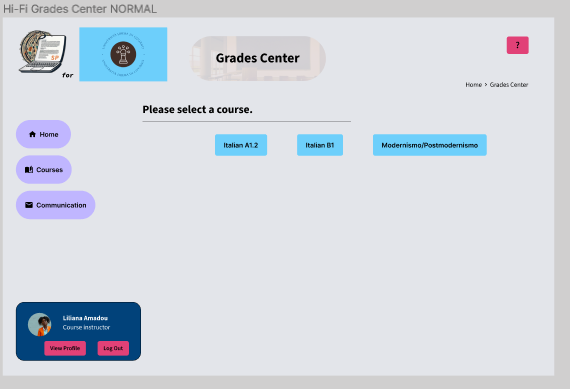 Hi-Fi Grades Center NORMAL
SP
for
Grades Center
?
Home > Grades Center
Please select a course.
Home
Italian A1.2
Italian B1
Modernismo/Postmodernismo
Courses
Communication
Liliana Amadou
Course instructor
View Profile
Log Out